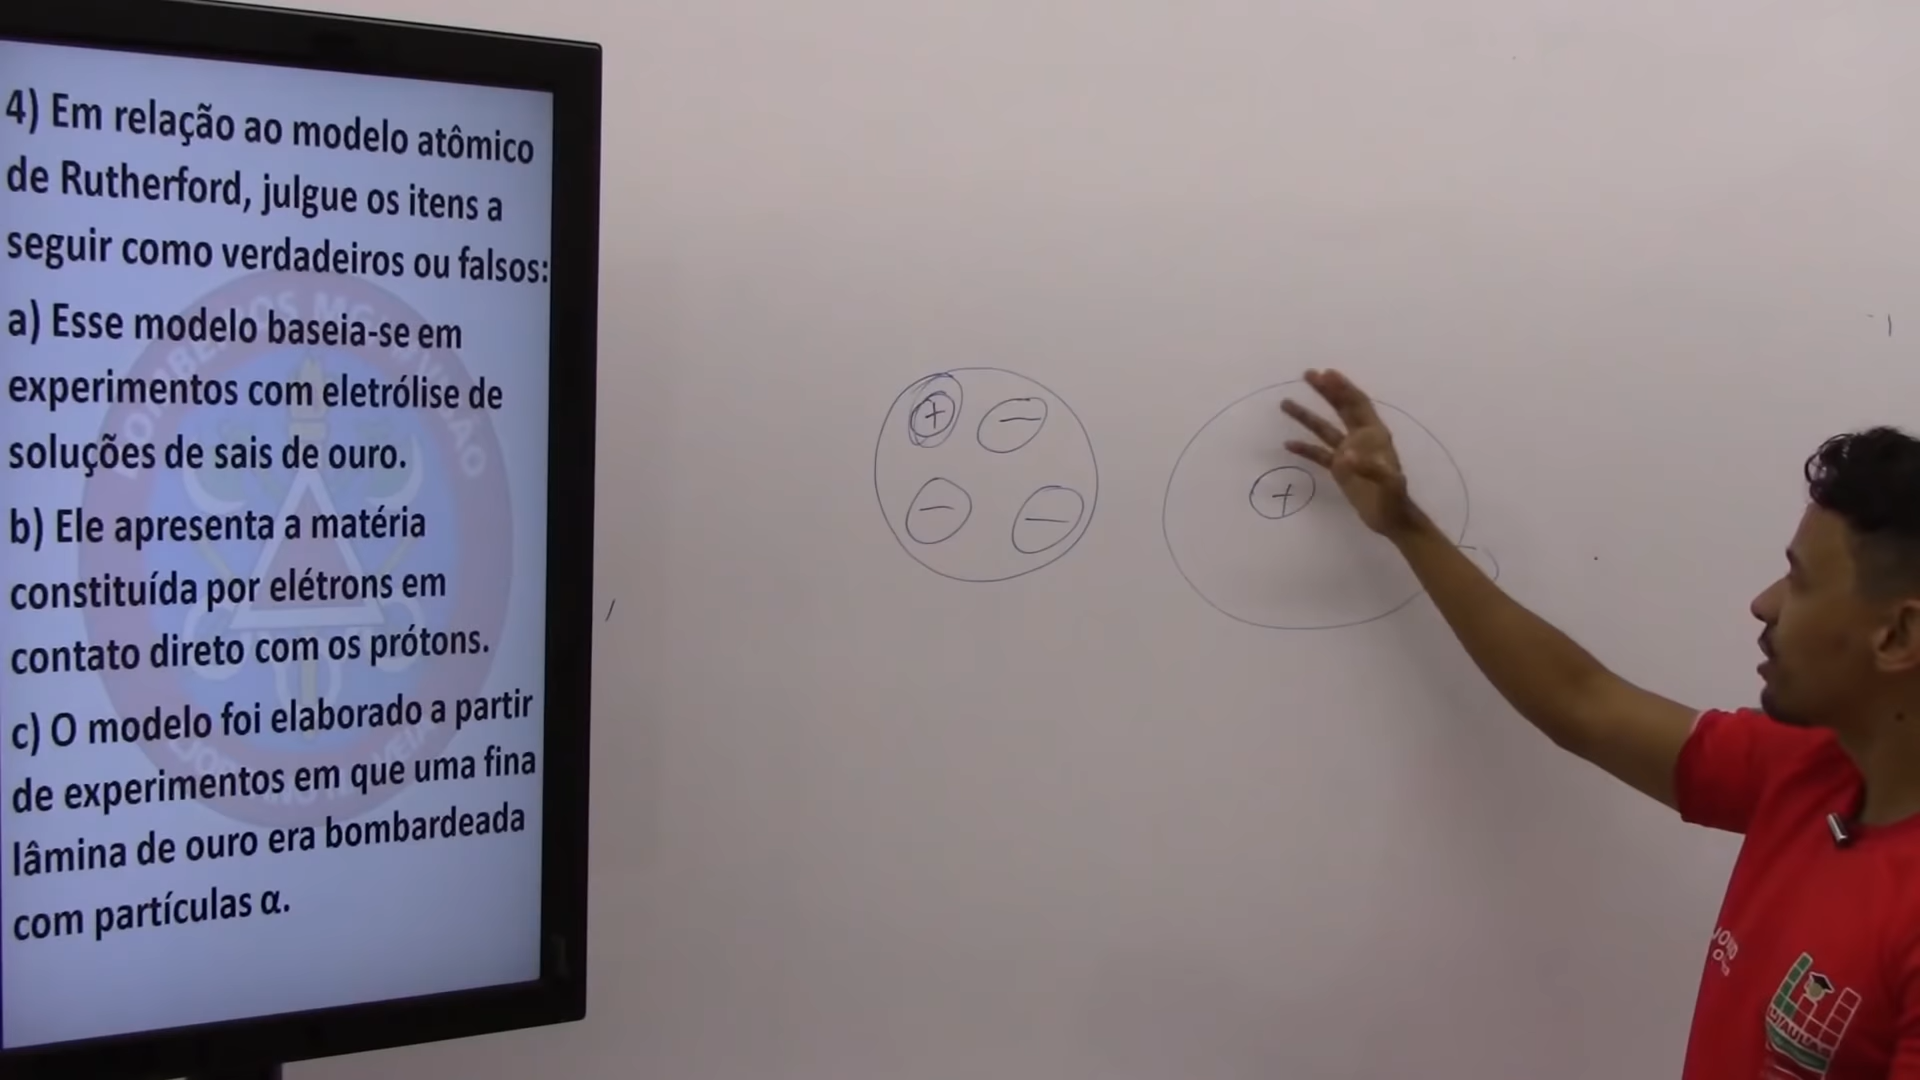 4) Em relação ao modelo atômico
de Rutherford, julgue os itens a
seguir como verdadeiros ou falsos:
a) Esse modelo baseia-se em
experimentos com eletrólise de
soluções de sais de ouro.
b) Ele apresenta a matéria
constituída por elétrons em
contato direto com os prótons.
c) O modelo foi elaborado a partir
de experimentos em que uma fina
lâmina de ouro era bombardeada
com partículas α.
+ −
− −
+